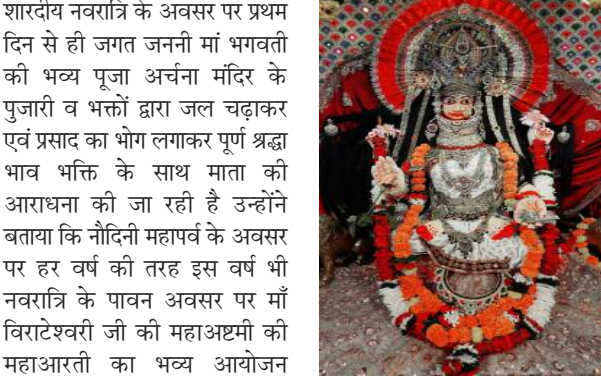 शारदीय नवरात्रि के अवसर पर प्रथम
दिन से ही जगत जननी मां भगवती
की भव्य पूजा अर्चना मंदिर के
पुजारी व भक्तों द्वारा जल चढ़ाकर
एवं प्रसाद का भोग लगाकर पूर्ण श्रद्धा
भाव भक्ति के साथ माता की
आराधना की जा रही है उन्होंने
बताया कि नौदिनी महापर्व के अवसर
पर हर वर्ष की तरह इस वर्ष भी
नवरात्रि के पावन अवसर पर माँ
विराटेश्वरी जी की महाअष्टमी की
महाआरती का भव्य आयोजन